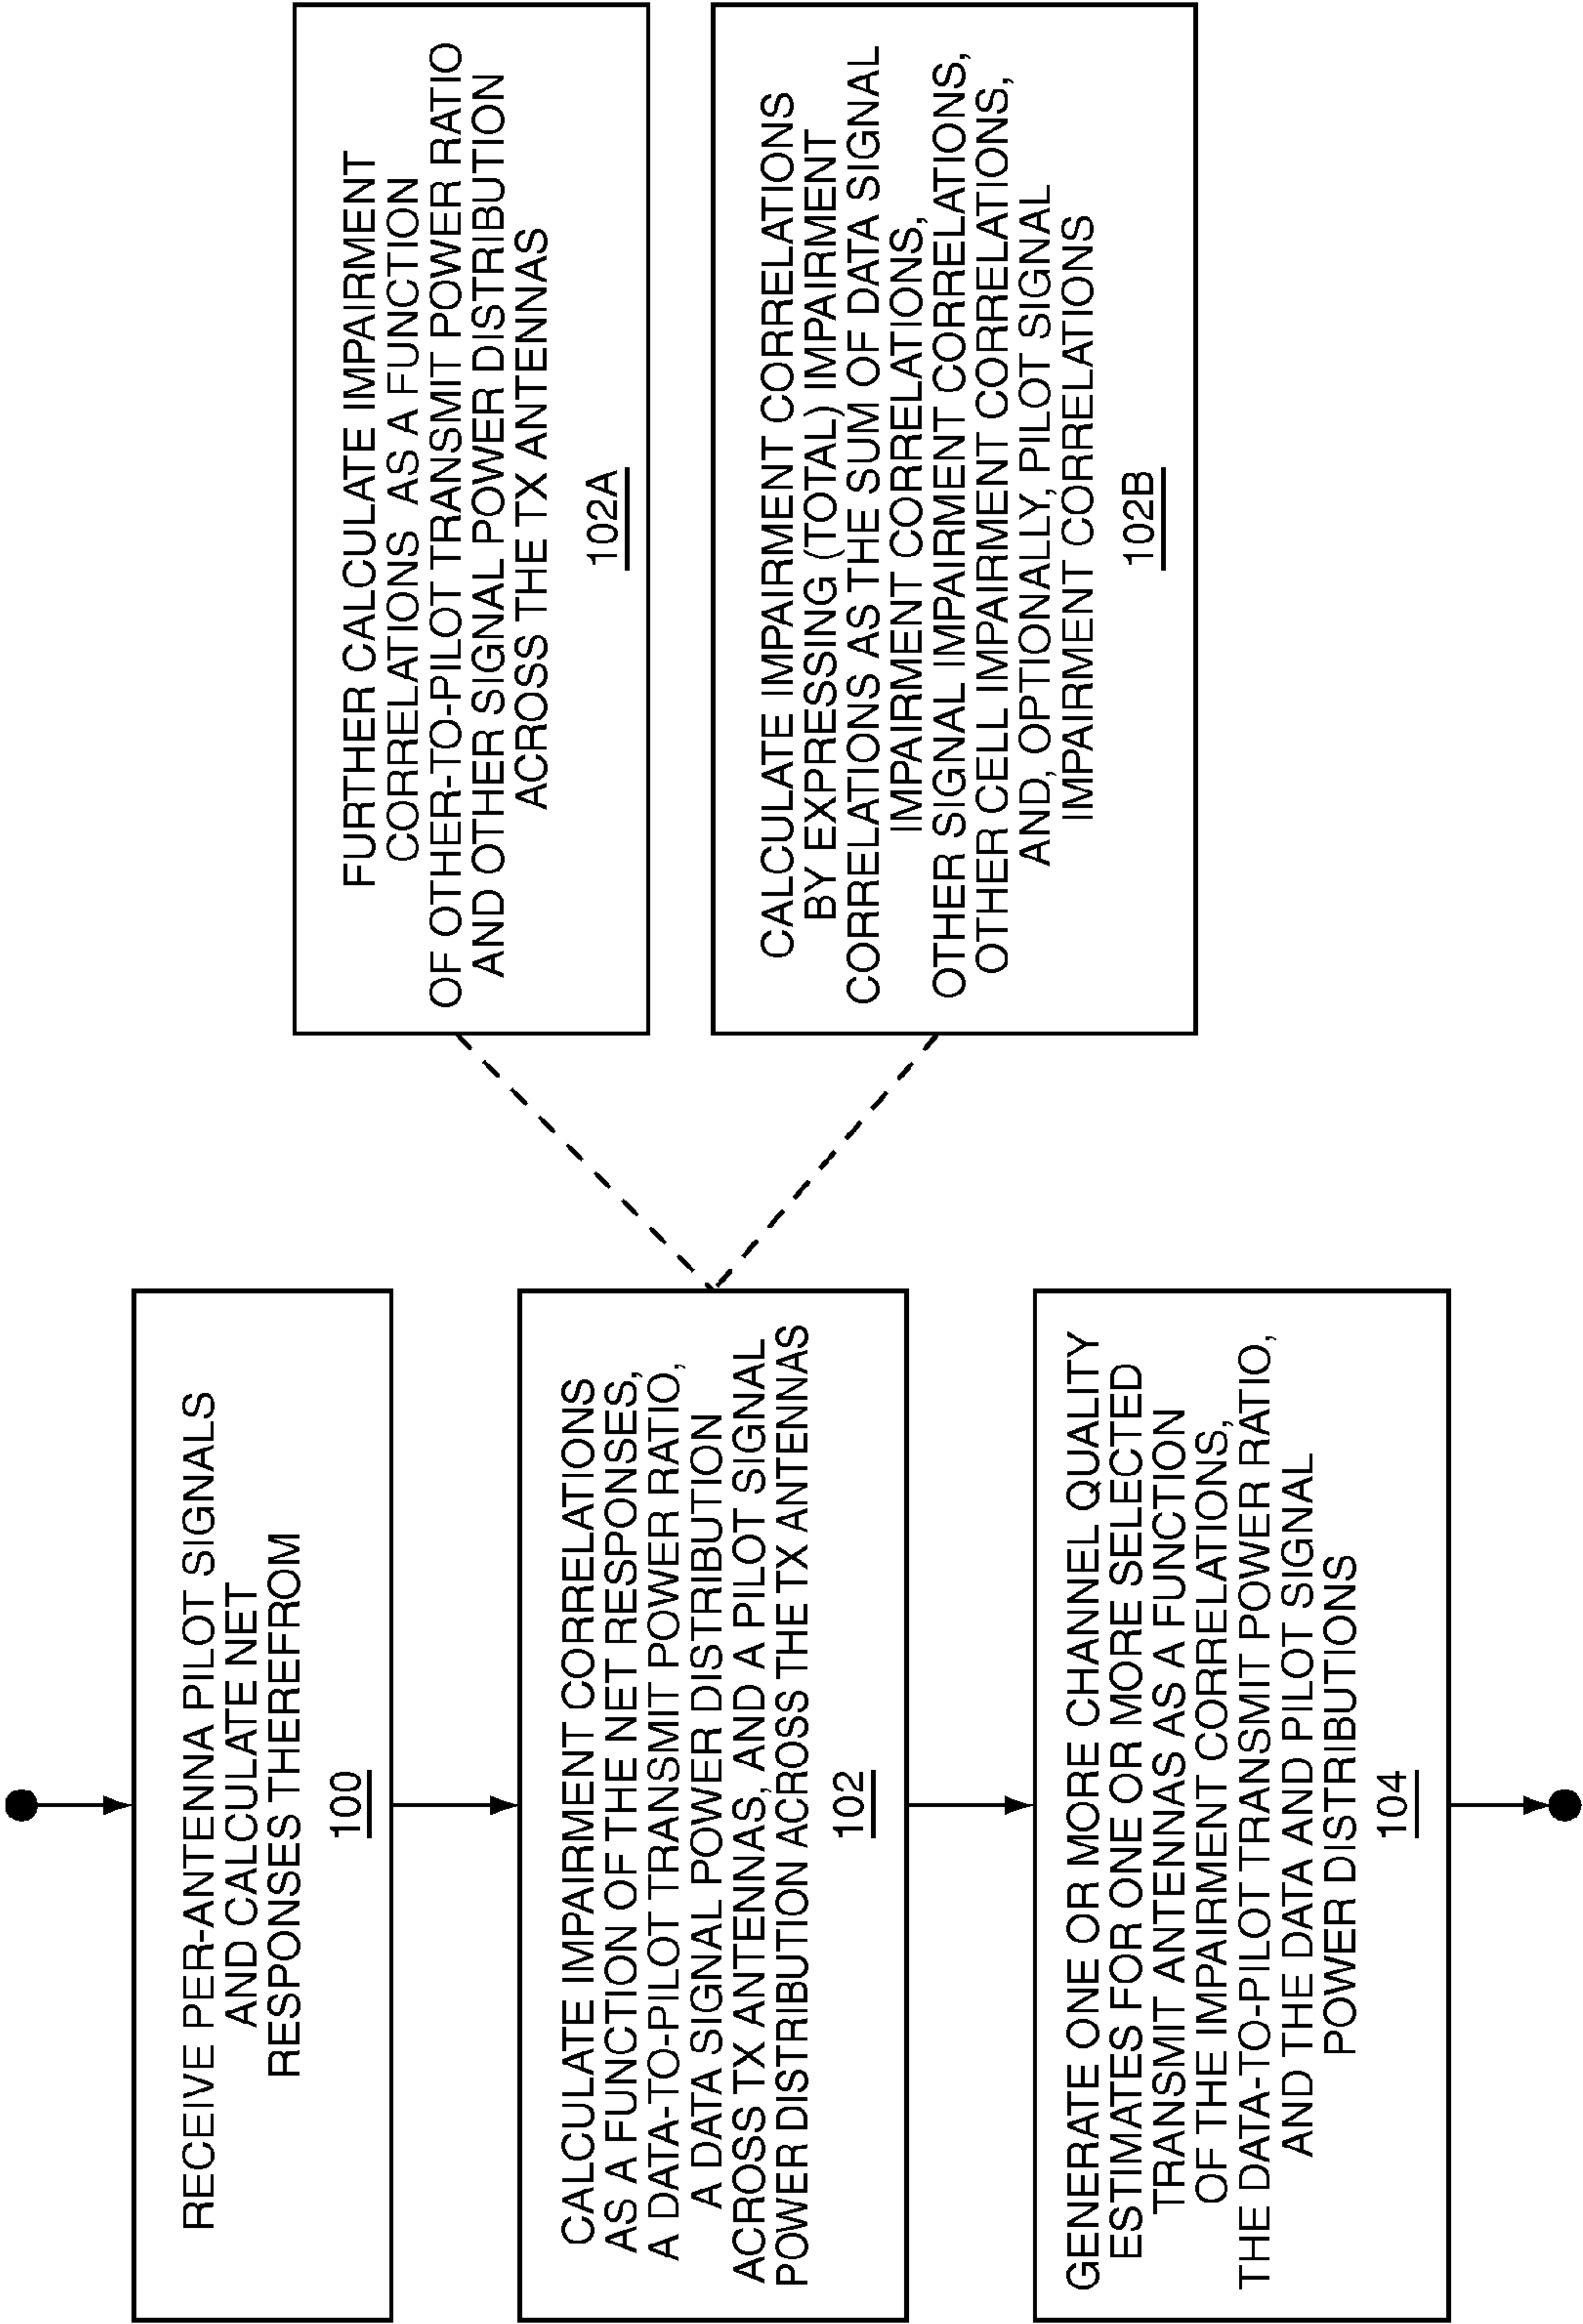 RECEIVE PER-ANTENNA PILOT SIGNALS
AND CALCULATE NET
RESPONSES THEREFROM
100
CALCULATE IMPAIRMENT CORRELATIONS
AS A FUNCTION OF THE NET RESPONSES,
A DATA-TO-PILOT TRANSMIT POWER RATIO,
A DATA SIGNAL POWER DISTRIBUTION
ACROSS TX ANTENNAS, AND A PILOT SIGNAL
POWER DISTRIBUTION ACROSS THE TX ANTENNAS
102
GENERATE ONE OR MORE CHANNEL QUALITY
ESTIMATES FOR ONE OR MORE SELECTED
TRANSMIT ANTENNAS AS A FUNCTION
OF THE IMPAIRMENT CORRELATIONS,
THE DATA-TO-PILOT TRANSMIT POWER RATIO,
AND THE DATA AND PILOT SIGNAL
POWER DISTRIBUTIONS
104
FURTHER CALCULATE IMPAIRMENT
CORRELATIONS AS A FUNCTION
OF OTHER-TO-PILOT TRANSMIT POWER RATIO
AND OTHER SIGNAL POWER DISTRIBUTION
ACROSS THE TX ANTENNAS
102A
CALCULATE IMPAIRMENT CORRELATIONS
BY EXPRESSING (TOTAL) IMPAIRMENT
CORRELATIONS AS THE SUM OF DATA SIGNAL
IMPAIRMENT CORRELATIONS,
OTHER SIGNAL IMPAIRMENT CORRELATIONS,
OTHER CELL IMPAIRMENT CORRELATIONS,
AND, OPTIONALLY, PILOT SIGNAL
IMPAIRMENT CORRELATIONS
102B